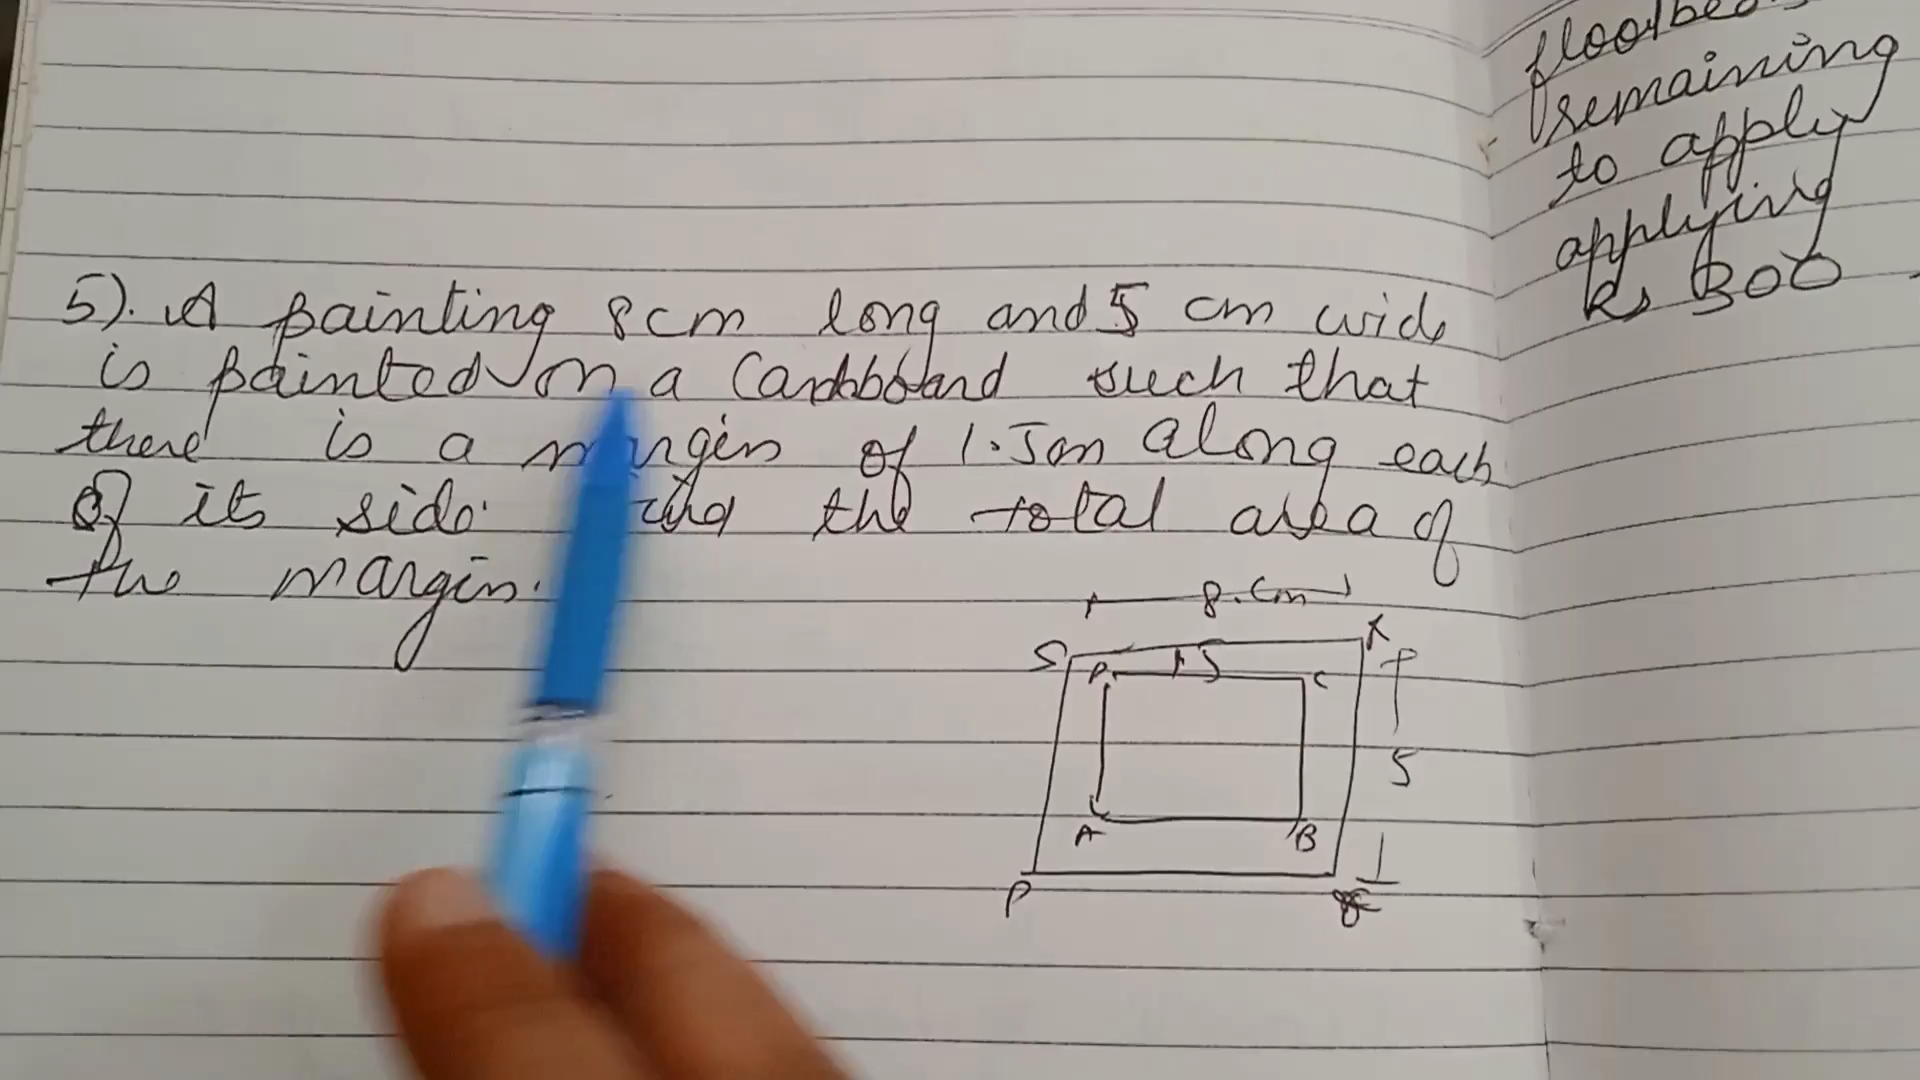 5). A painting 8cm long and 5 cm wide
is painted on a Cardboard such that
there is a margin of 1.5cm along each
of its side. the total area of
the margin.
8.Cm
S R
1.5 C
5
A B
P
floor
remaining
to apply
applying
Rs 300